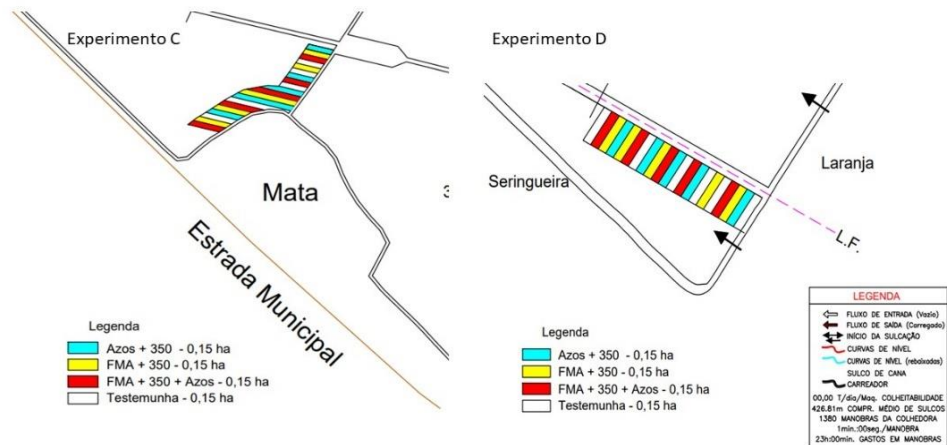 Experimento C
Mata
Estrada Municipal
3
Legenda
Azos + 350 - 0,15 ha
FMA + 350 - 0,15 ha
FMA + 350 + Azos - 0,15 ha
Testemunha - 0,15 ha
Experimento D
Seringueira
Laranja
L.F.
Legenda
Azos + 350 - 0,15 ha
FMA + 350 - 0,15 ha
FMA + 350 + Azos - 0,15 ha
Testemunha - 0,15 ha
LEGENDA
FLUXO DE ENTRADA (Vazio)
FLUXO DE SAÍDA (Carregado)
INÍCIO DA SULCAÇÃO
CURVAS DE NÍVEL
CURVAS DE NÍVEL (rebaixadas)
SULCO DE CANA
CARREADOR
00,00 T/dia/Maq. COLHEITABILIDADE
426.81m COMPR. MÉDIO DE SULCOS
1380 MANOBRAS DA COLHEDORA
1min.:00seg./MANOBRA
23h:00min. GASTOS EM MANOBRAS